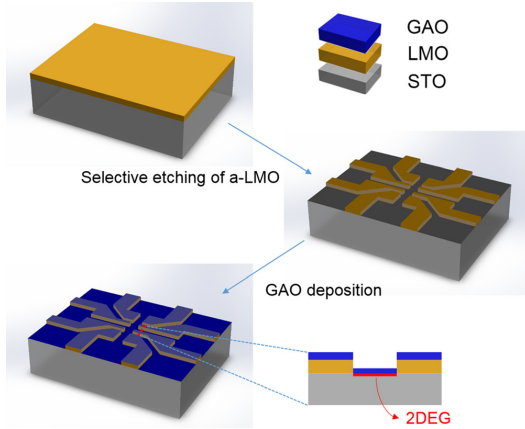 GAO
LMO
STO
Selective etching of a-LMO
GAO deposition
2DEG